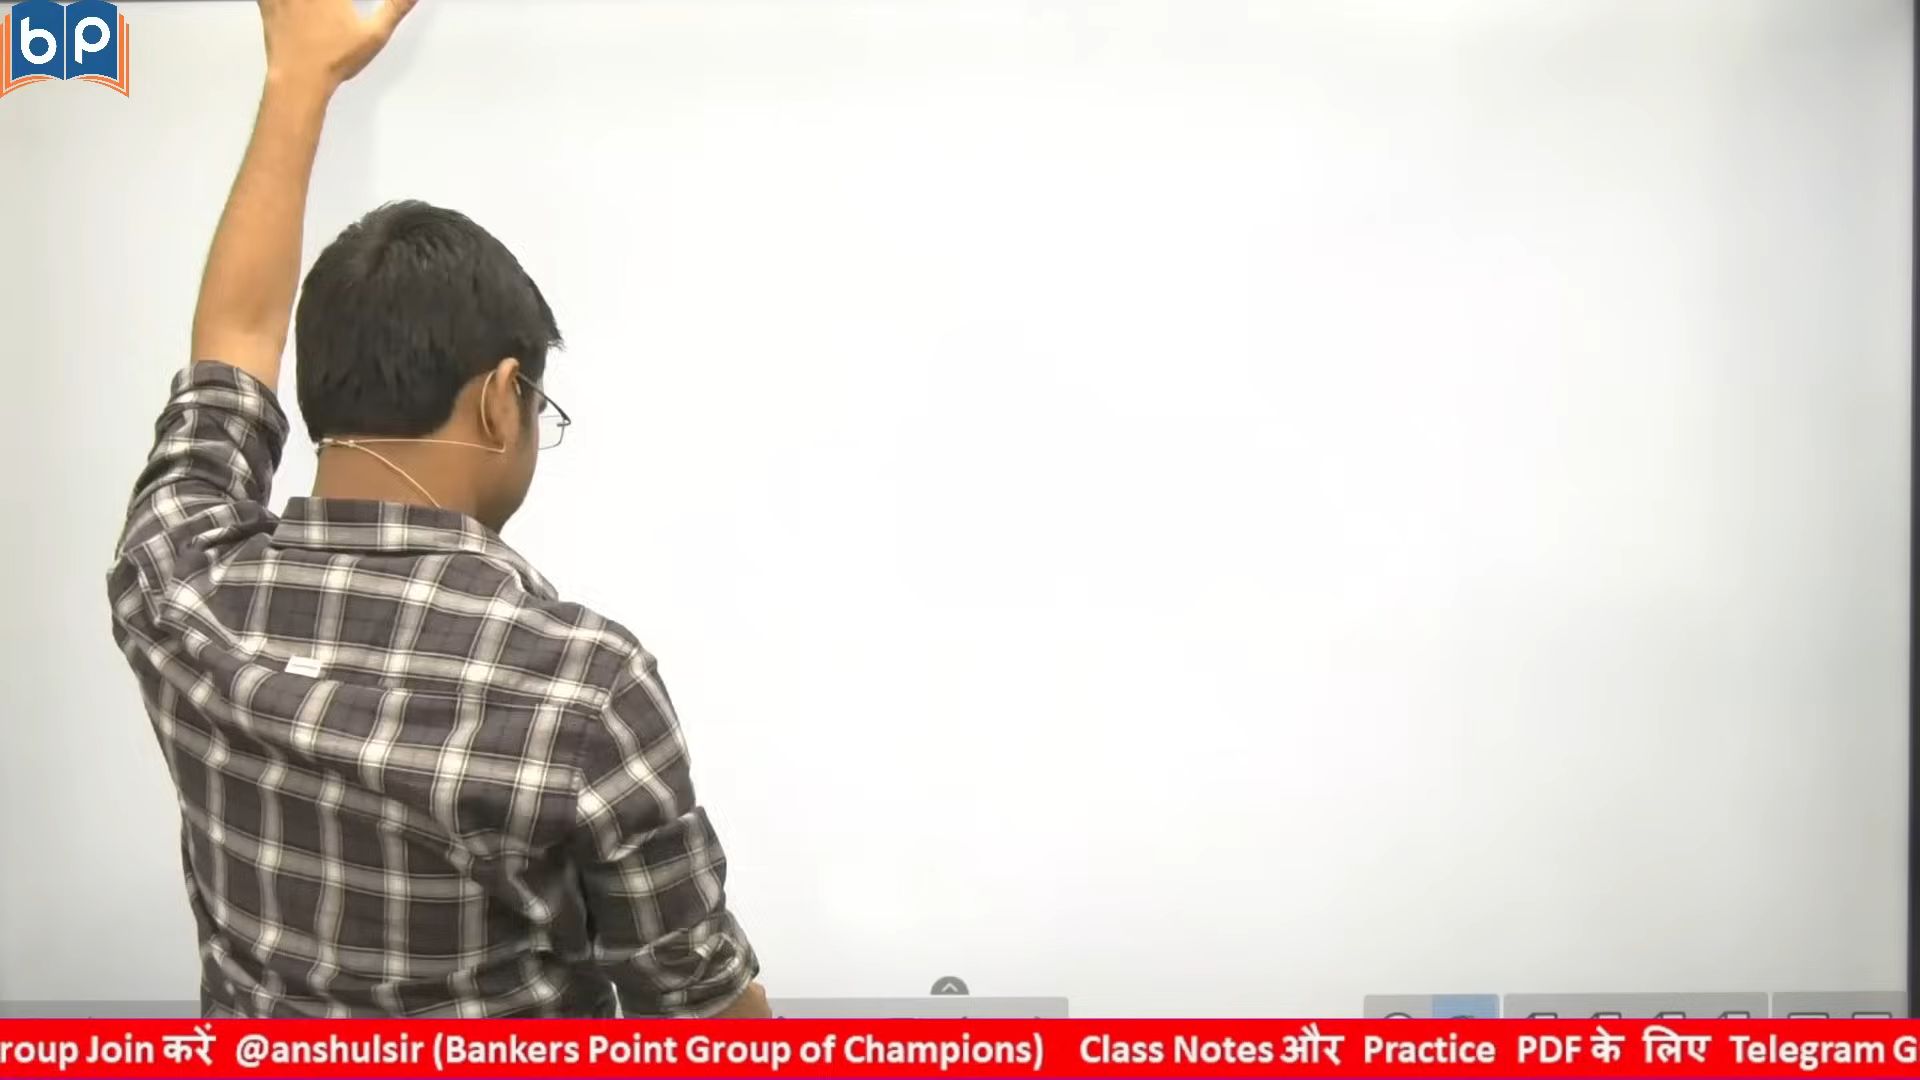 bp
roup Join करें @anshulsir (Bankers Point Group of Champions) Class Notes और Practice PDF के लिए Telegram G